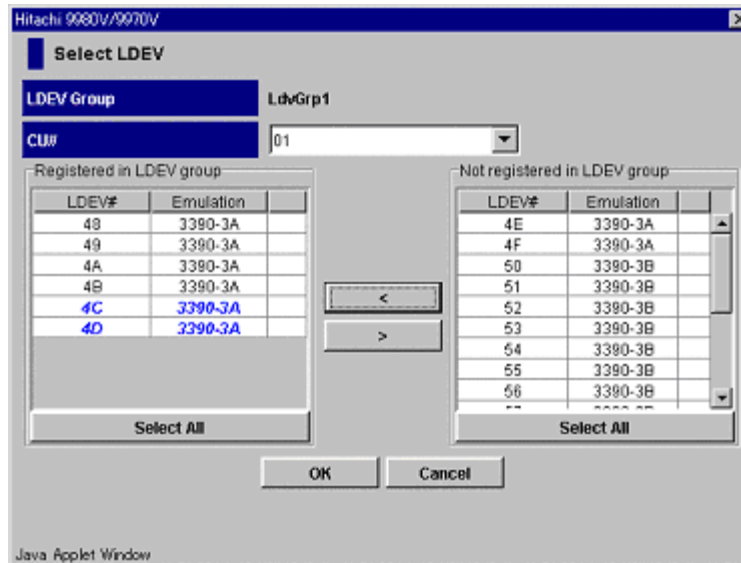 Hitachi 9980V/9970V
Select LDEV
LDEV Group LdvGrp1
CU# 01
Registered in LDEV group
LDEV# Emulation
48 3390-3A
49 3390-3A
4A 3390-3A
4B 3390-3A
4C 3390-3A
4D 3390-3A
Select All
<
>
Not registered in LDEV group
LDEV# Emulation
4E 3390-3A
4F 3390-3A
50 3390-3B
51 3390-3B
52 3390-3B
53 3390-3B
54 3390-3B
55 3390-3B
56 3390-3B
Select All
OK Cancel
Java Applet Window